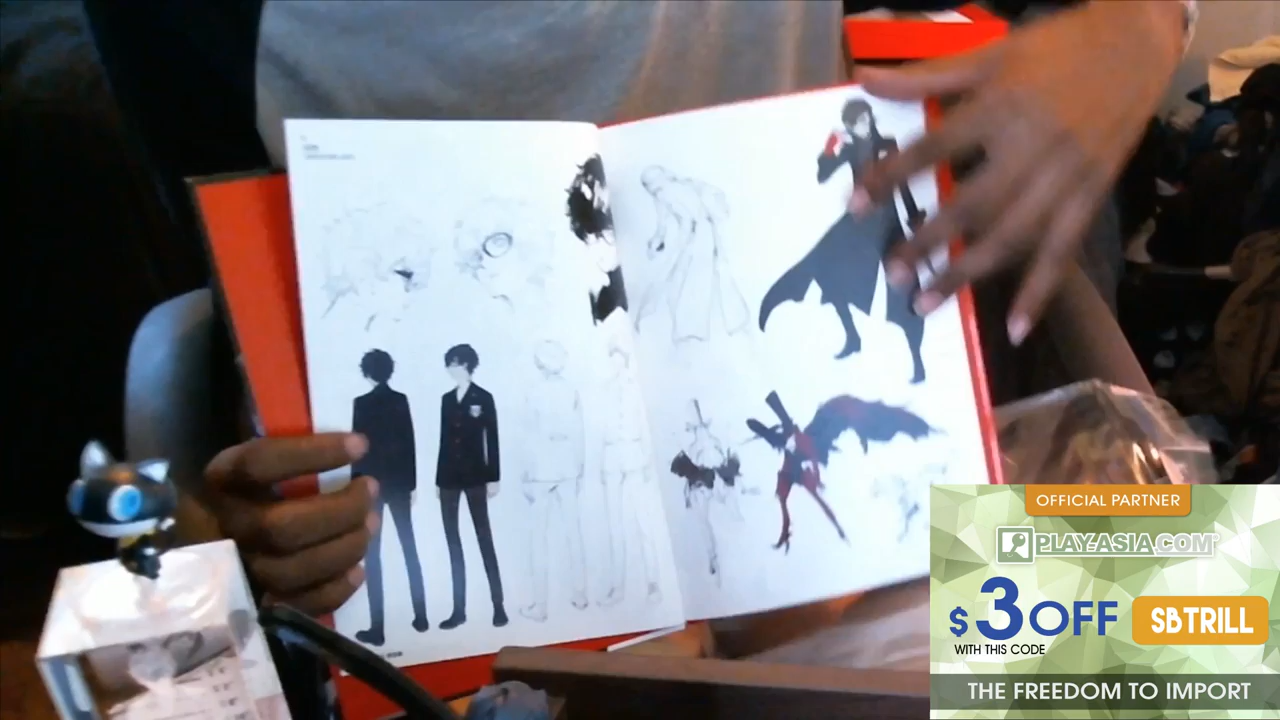 OFFICIAL PARTNER
PLAY-ASIA.COM
$3 OFF
SBTRILL
WITH THIS CODE
THE FREEDOM TO IMPORT